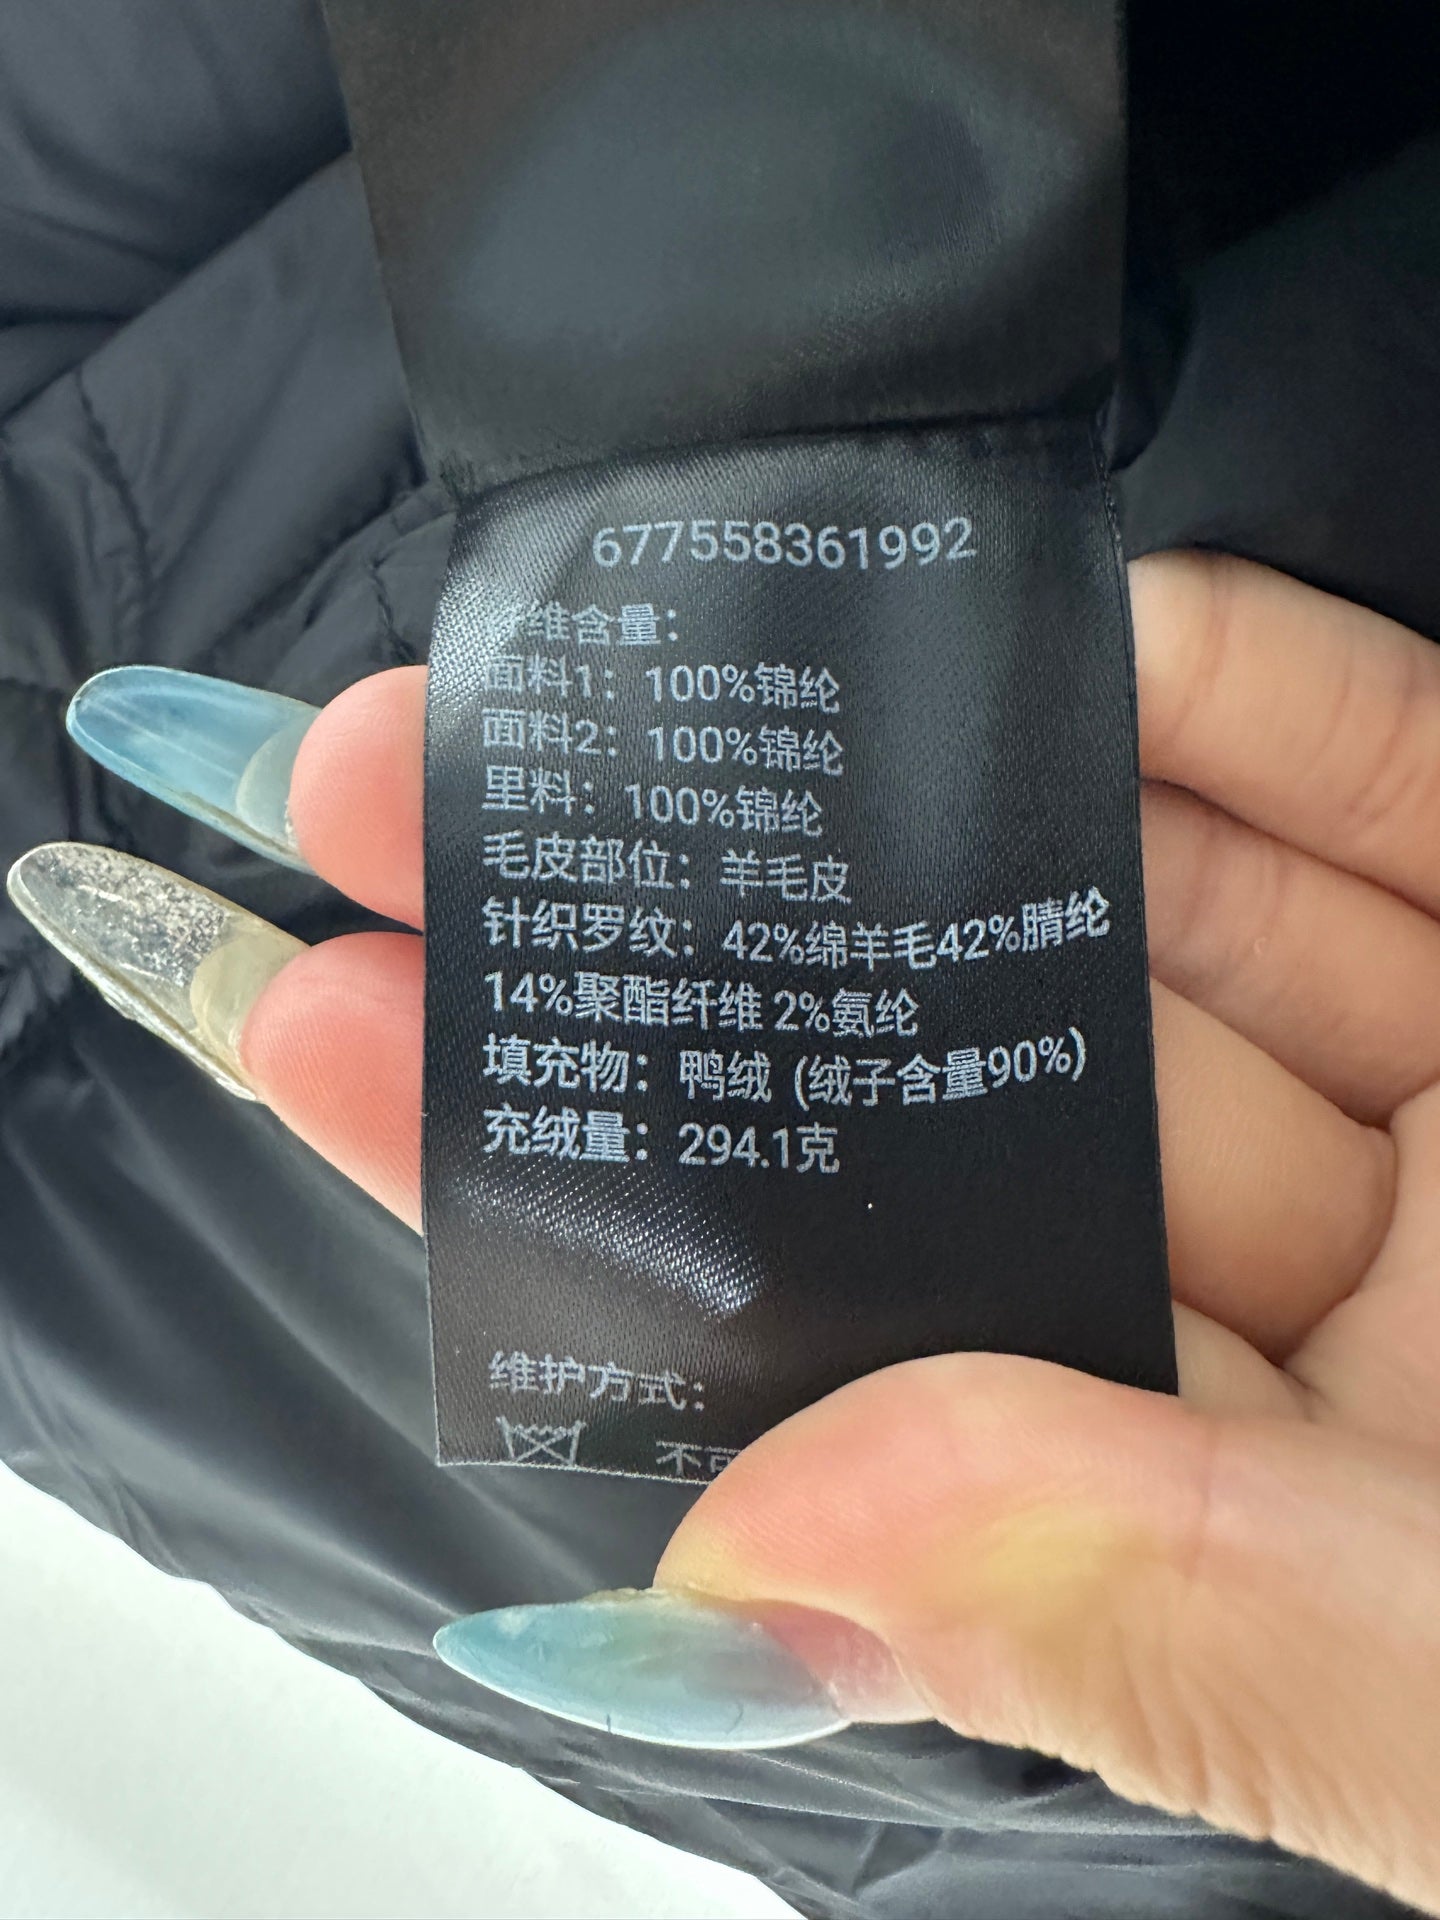 677558361992
纤维含量：
面料1：100%锦纶
面料2：100%锦纶
里料：100%锦纶
毛皮部位：羊毛皮
针织罗纹：42%绵羊毛42%腈纶
14%聚酯纤维 2%氨纶
填充物：鸭绒 (绒子含量90%)
充绒量：294.1克
维护方式：
不可